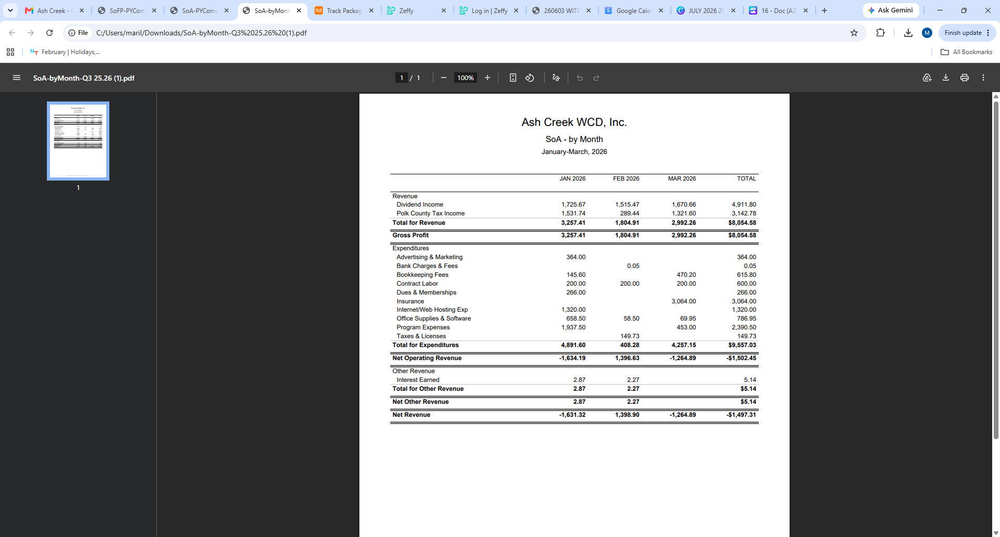 Ash Creek -
SoFP-PYCom
SoA-PYComp
SoA-byMont
Track Packag
Zeffy
Log in | Zeffy
260603 WITF
Google Cale
JULY 2026 2
16 - Doc (A3
Ask Gemini
File
C:/Users/maril/Downloads/SoA-byMonth-Q3%2025.26%20(1).pdf
M
Finish update
February | Holidays,...
All Bookmarks
SoA-byMonth-Q3 25.26 (1).pdf
1 / 1
100%
1
Ash Creek WCD, Inc.
SoA - by Month
January-March, 2026
JAN 2026 FEB 2026 MAR 2026 TOTAL
Revenue
Dividend Income 1,725.67 1,515.47 1,670.66 4,911.80
Polk County Tax Income 1,531.74 289.44 1,321.60 3,142.78
Total for Revenue 3,257.41 1,804.91 2,992.26 $8,054.58
Gross Profit 3,257.41 1,804.91 2,992.26 $8,054.58
Expenditures
Advertising & Marketing 364.00 364.00
Bank Charges & Fees 0.05 0.05
Bookkeeping Fees 145.60 470.20 615.80
Contract Labor 200.00 200.00 200.00 600.00
Dues & Memberships 266.00 266.00
Insurance 3,064.00 3,064.00
Internet/Web Hosting Exp 1,320.00 1,320.00
Office Supplies & Software 658.50 58.50 69.95 786.95
Program Expenses 1,937.50 453.00 2,390.50
Taxes & Licenses 149.73 149.73
Total for Expenditures 4,891.60 408.28 4,257.15 $9,557.03
Net Operating Revenue -1,634.19 1,396.63 -1,264.89 -$1,502.45
Other Revenue
Interest Earned 2.87 2.27 5.14
Total for Other Revenue 2.87 2.27 $5.14
Net Other Revenue 2.87 2.27 $5.14
Net Revenue -1,631.32 1,398.90 -1,264.89 -$1,497.31